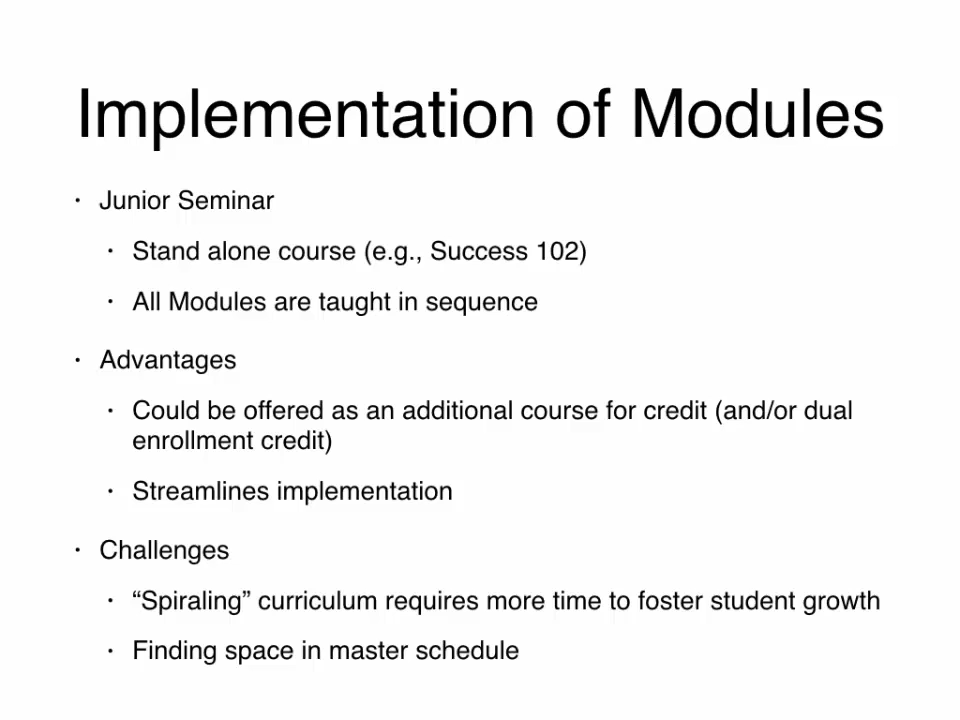 Implementation of Modules
• Junior Seminar
• Stand alone course (e.g., Success 102)
• All Modules are taught in sequence
• Advantages
• Could be offered as an additional course for credit (and/or dual
enrollment credit)
• Streamlines implementation
• Challenges
• “Spiraling” curriculum requires more time to foster student growth
• Finding space in master schedule